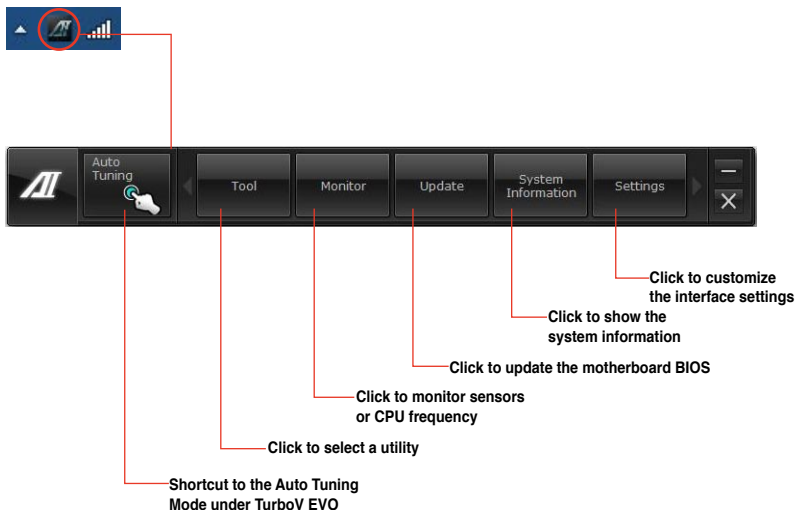 Auto
Tuning
Tool
Monitor
Update
System
Information
Settings
Click to customize
the interface settings
Click to show the
system information
Click to update the motherboard BIOS
Click to monitor sensors
or CPU frequency
Click to select a utility
Shortcut to the Auto Tuning
Mode under TurboV EVO